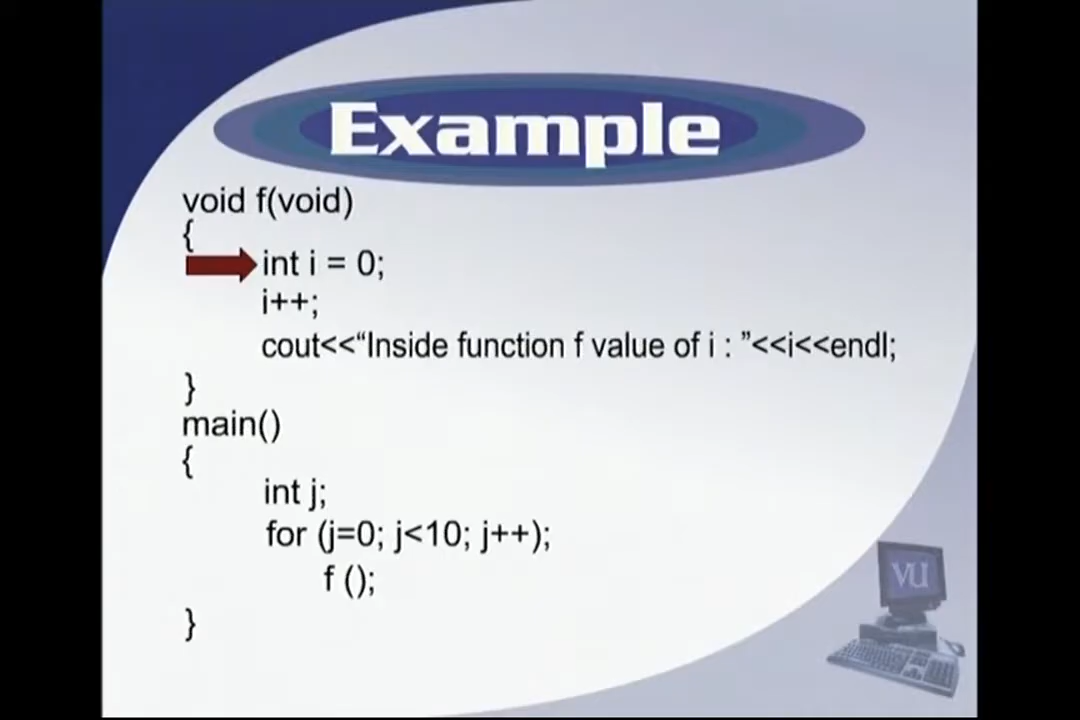 Example
void f(void)
{
int i = 0;
i++;
cout<<“Inside function f value of i : ”<<i<<endl;
}
main()
{
int j;
for (j=0; j<10; j++);
f ();
}
VU